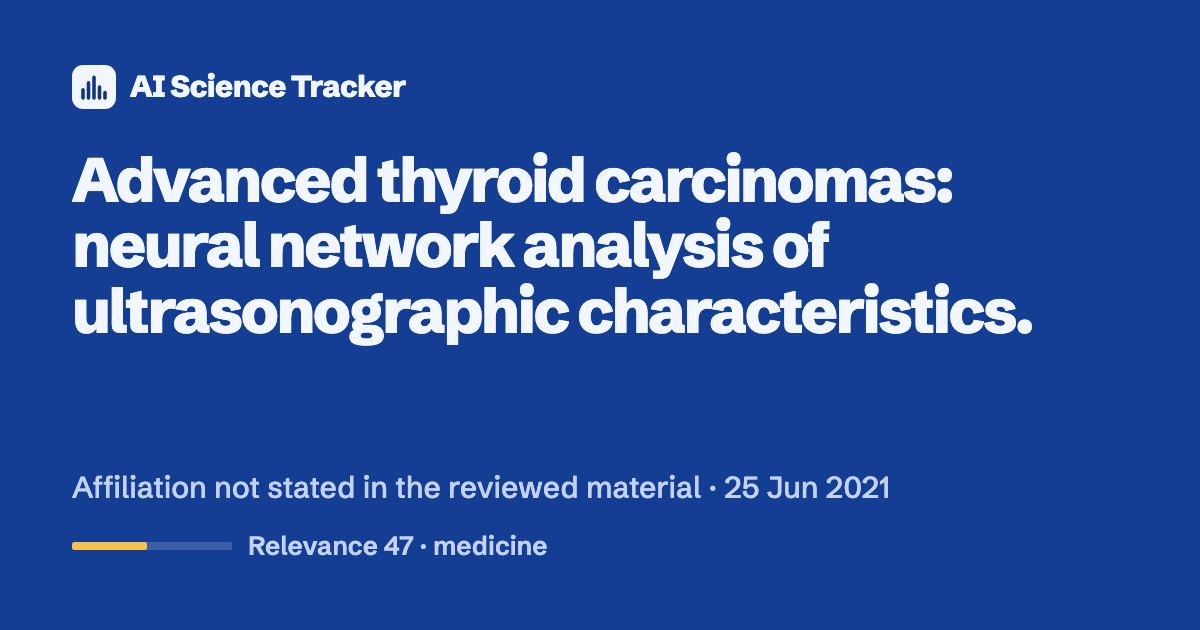 AI Science Tracker
Advanced thyroid carcinomas:
neural network analysis of
ultrasonographic characteristics.
Affiliation not stated in the reviewed material · 25 Jun 2021
Relevance 47 · medicine